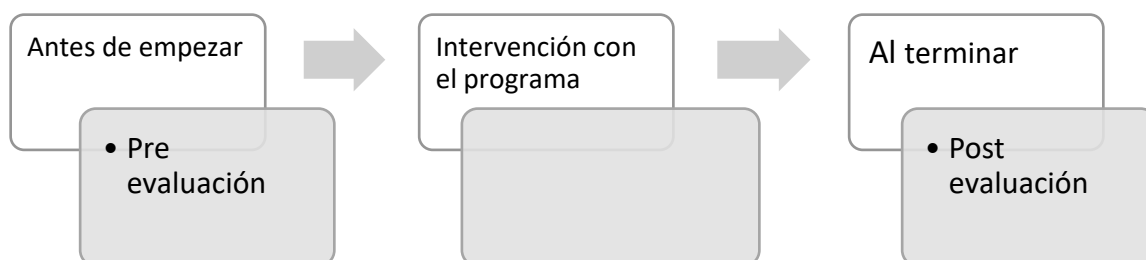 Antes de empezar
• Pre
evaluación
Intervención con
el programa
Al terminar
• Post
evaluación